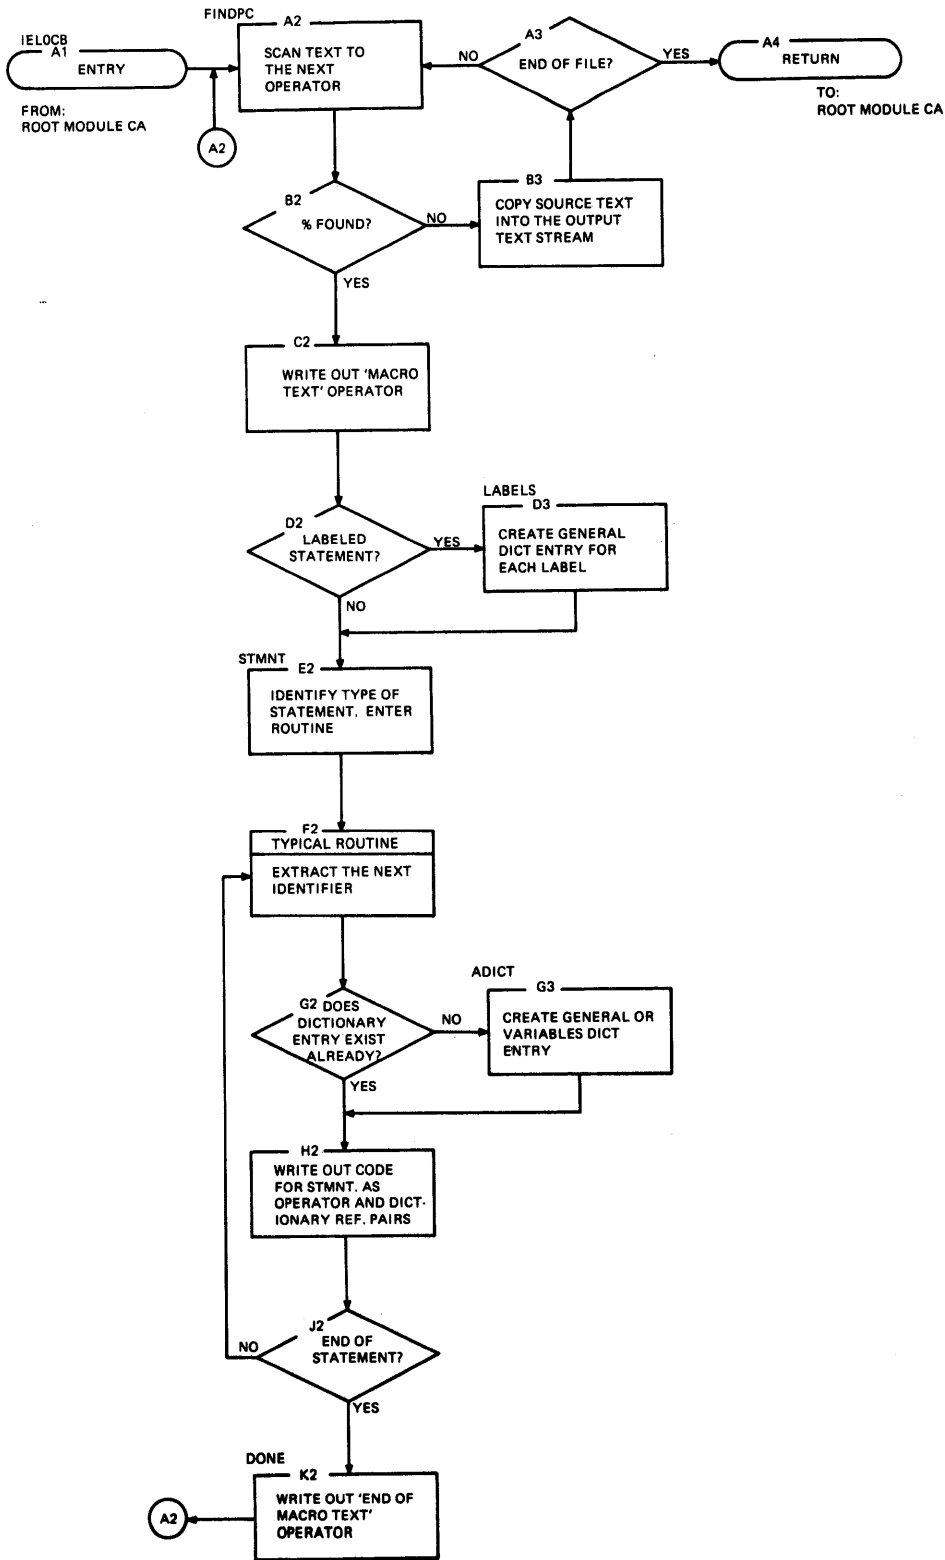 IEL0CB
A1
ENTRY
FROM:
ROOT MODULE CA
A2
FINDPC
A2
SCAN TEXT TO
THE NEXT
OPERATOR
A3
END OF FILE?
NO
YES
A4
RETURN
TO:
ROOT MODULE CA
B2
% FOUND?
NO
YES
B3
COPY SOURCE TEXT
INTO THE OUTPUT
TEXT STREAM
C2
WRITE OUT 'MACRO
TEXT' OPERATOR
D2
LABELED
STATEMENT?
YES
NO
LABELS
D3
CREATE GENERAL
DICT ENTRY FOR
EACH LABEL
STMNT
E2
IDENTIFY TYPE OF
STATEMENT. ENTER
ROUTINE
F2
TYPICAL ROUTINE
EXTRACT THE NEXT
IDENTIFIER
G2 DOES
DICTIONARY
ENTRY EXIST
ALREADY?
NO
YES
ADICT
G3
CREATE GENERAL OR
VARIABLES DICT
ENTRY
H2
WRITE OUT CODE
FOR STMNT. AS
OPERATOR AND DICT-
IONARY REF. PAIRS
J2
END OF
STATEMENT?
NO
YES
DONE
K2
WRITE OUT 'END OF
MACRO TEXT'
OPERATOR
A2